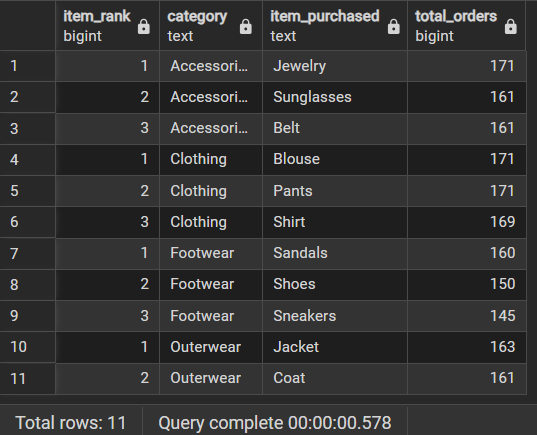 item_rank category item_purchased total_orders
bigint text text bigint
1 1 Accessori... Jewelry 171
2 2 Accessori... Sunglasses 161
3 3 Accessori... Belt 161
4 1 Clothing Blouse 171
5 2 Clothing Pants 171
6 3 Clothing Shirt 169
7 1 Footwear Sandals 160
8 2 Footwear Shoes 150
9 3 Footwear Sneakers 145
10 1 Outerwear Jacket 163
11 2 Outerwear Coat 161
Total rows: 11 Query complete 00:00:00.578